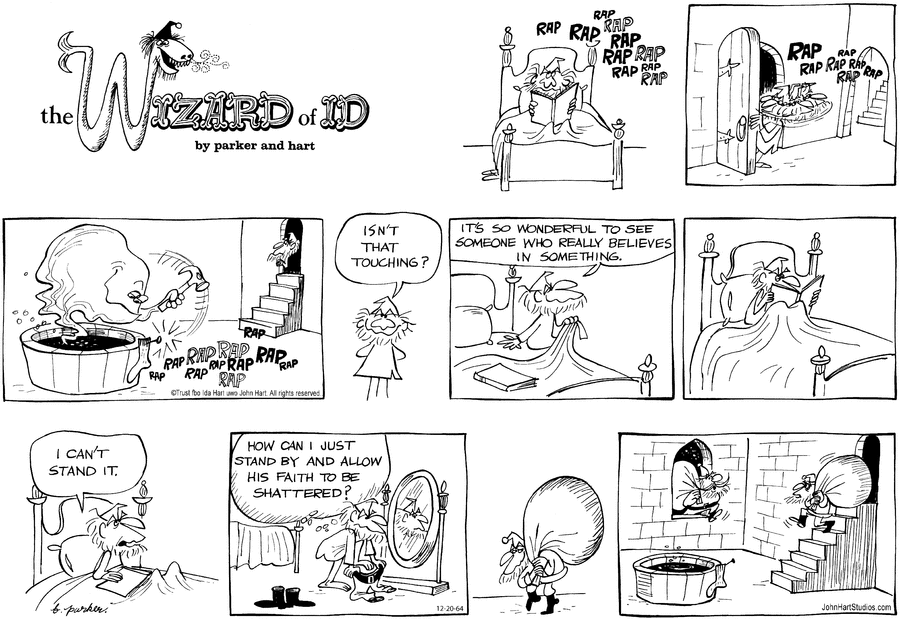 the WIZARD of ID
by parker and hart
RAP RAP RAP RAP RAP RAP RAP RAP RAP RAP
RAP RAP RAP RAP RAP RAP RAP
RAP
RAP RAP RAP RAP RAP RAP RAP RAP RAP RAP
©Trust fbo Ida Hart uwo John Hart. All rights reserved.
ISN'T
THAT
TOUCHING?
IT'S SO WONDERFUL TO SEE
SOMEONE WHO REALLY BELIEVES
IN SOMETHING.
I CAN'T
STAND IT.
b. parker.
HOW CAN I JUST
STAND BY AND ALLOW
HIS FAITH TO BE
SHATTERED?
12-20-64
JohnHartStudios.com